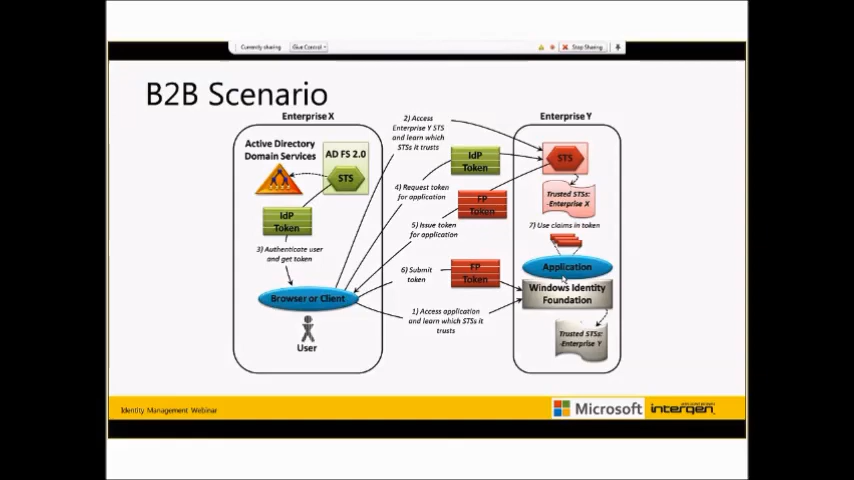 Currently sharing
Give Control
Stop Sharing
B2B Scenario
Enterprise X
Enterprise Y
Active Directory
Domain Services
AD FS 2.0
STS
IdP
Token
3) Authenticate user
and get token
Browser or Client
User
2) Access
Enterprise Y STS
and learn which
STSs it trusts
IdP
Token
4) Request token
for application
FP
Token
5) Issue token
for application
6) Submit
token
FP
Token
1) Access application
and learn which STSs it
trusts
STS
Trusted STSs:
-Enterprise X
7) Use claims in token
Application
Windows Identity
Foundation
Trusted STSs:
-Enterprise Y
Identity Management Webinar
Microsoft
intergen